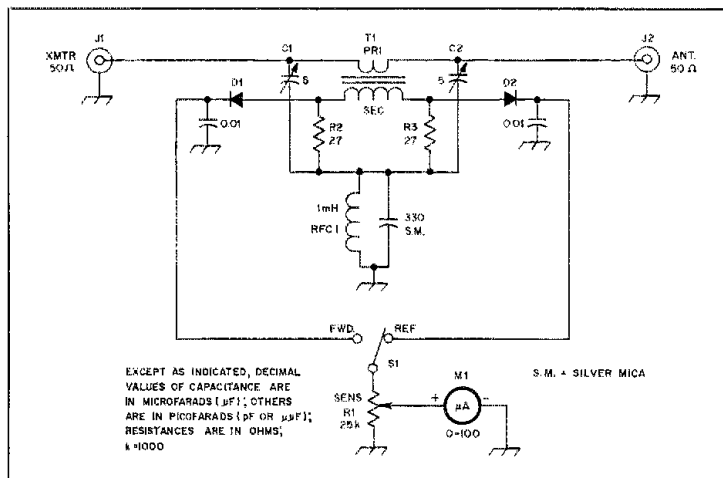 J1
XMTR
50Ω
C1
5
T1
PRI
SEC
C2
5
J2
ANT.
50 Ω
D1
0.01
R2
27
R3
27
D2
0.01
1mH
RFC1
330
S.M.
FWD.
REF
S1
EXCEPT AS INDICATED, DECIMAL
VALUES OF CAPACITANCE ARE
IN MICROFARADS (µF); OTHERS
ARE IN PICOFARADS (pF OR µµF);
RESISTANCES ARE IN OHMS;
k=1000
SENS
R1
25k
M1
+
µA
-
0-100
S.M. = SILVER MICA